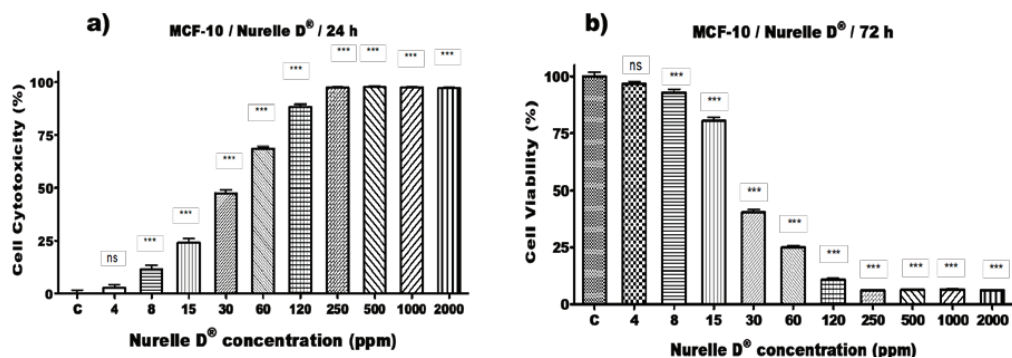 a)
MCF-10 / Nurelle D® / 24 h
Cell Cytotoxicity (%)
100
75
50
25
0
ns
***
***
***
***
***
***
***
***
***
C 4 8 15 30 60 120 250 500 1000 2000
Nurelle D® concentration (ppm)
b)
MCF-10 / Nurelle D® / 72 h
Cell Viability (%)
100
75
50
25
0
ns
***
***
***
***
***
***
***
***
***
C 4 8 15 30 60 120 250 500 1000 2000
Nurelle D® concentration (ppm)